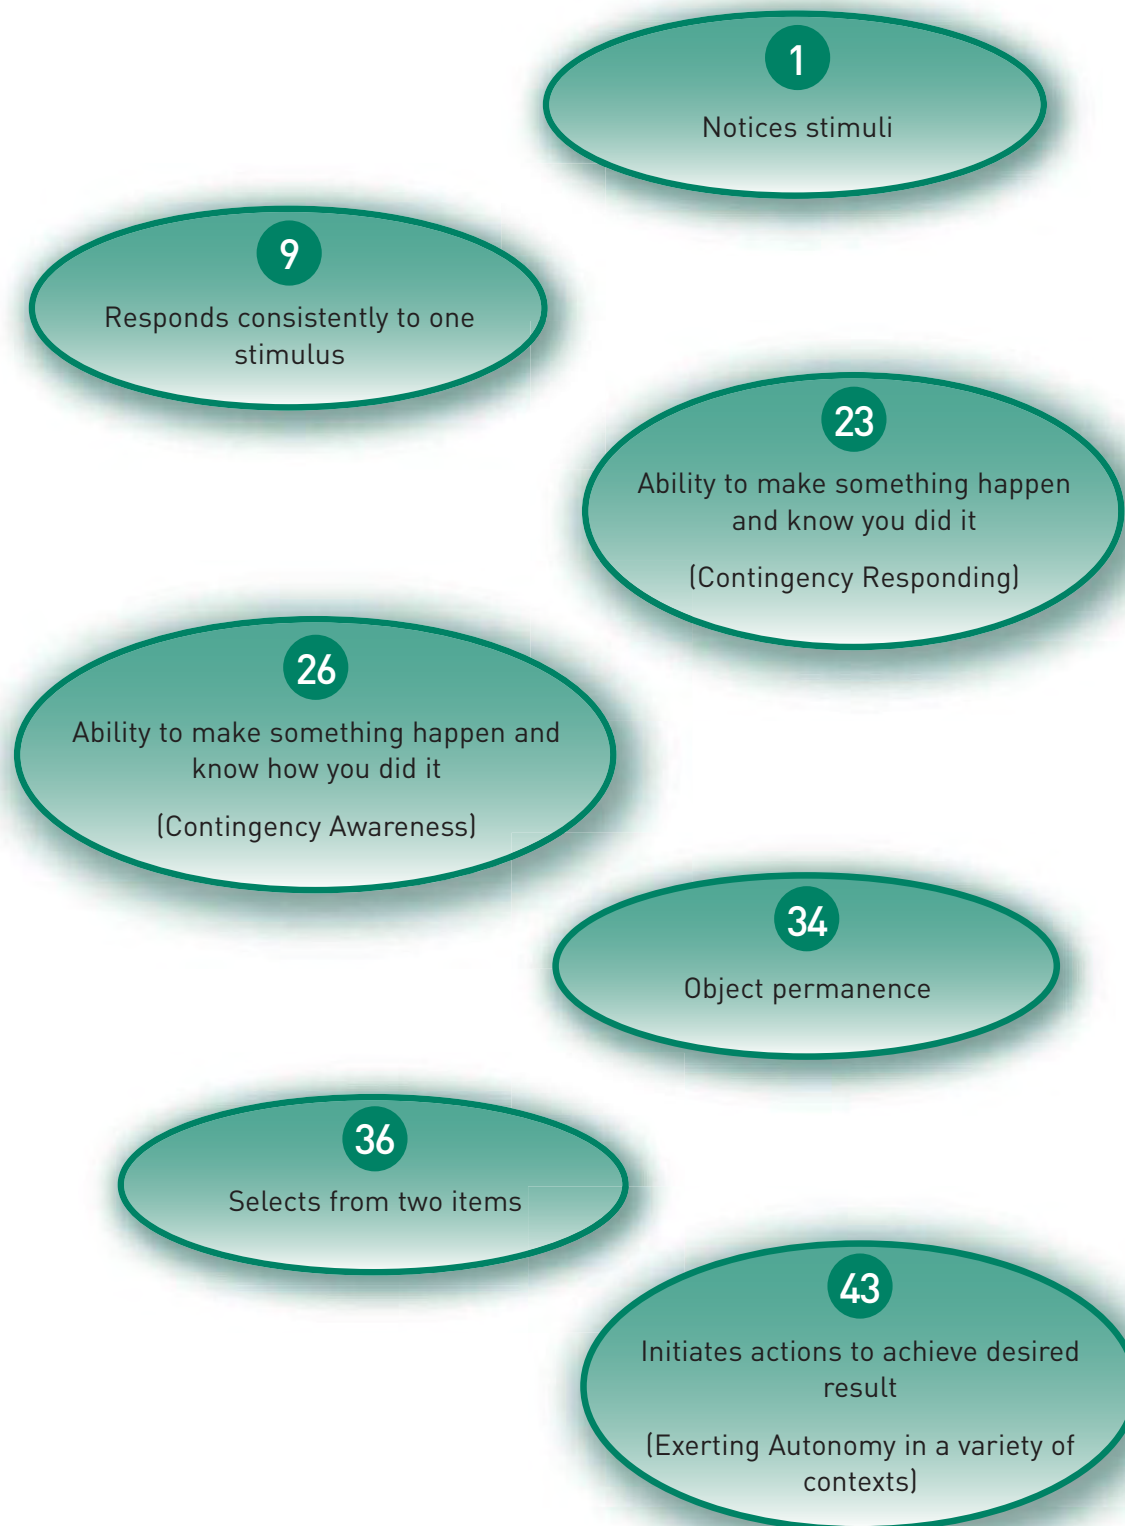 1
Notices stimuli
9
Responds consistently to one
stimulus
23
Ability to make something happen
and know you did it
(Contingency Responding)
26
Ability to make something happen and
know how you did it
(Contingency Awareness)
34
Object permanence
36
Selects from two items
43
Initiates actions to achieve desired
result
(Exerting Autonomy in a variety of
contexts)